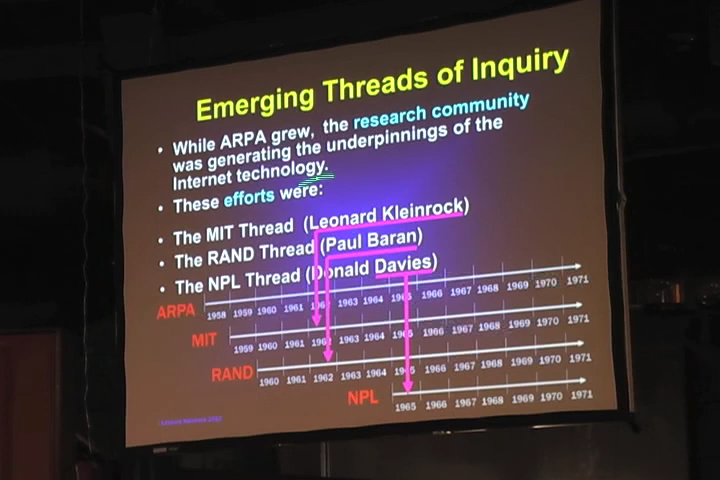 Emerging Threads of Inquiry
• While ARPA grew, the research community
was generating the underpinnings of the
Internet technology.
• These efforts were:
• The MIT Thread (Leonard Kleinrock)
• The RAND Thread (Paul Baran)
• The NPL Thread (Donald Davies)
ARPA 1958 1959 1960 1961 1962 1963 1964 1965 1966 1967 1968 1969 1970 1971
MIT 1959 1960 1961 1962 1963 1964 1965 1966 1967 1968 1969 1970 1971
RAND 1960 1961 1962 1963 1964 1965 1966 1967 1968 1969 1970 1971
NPL 1965 1966 1967 1968 1969 1970 1971